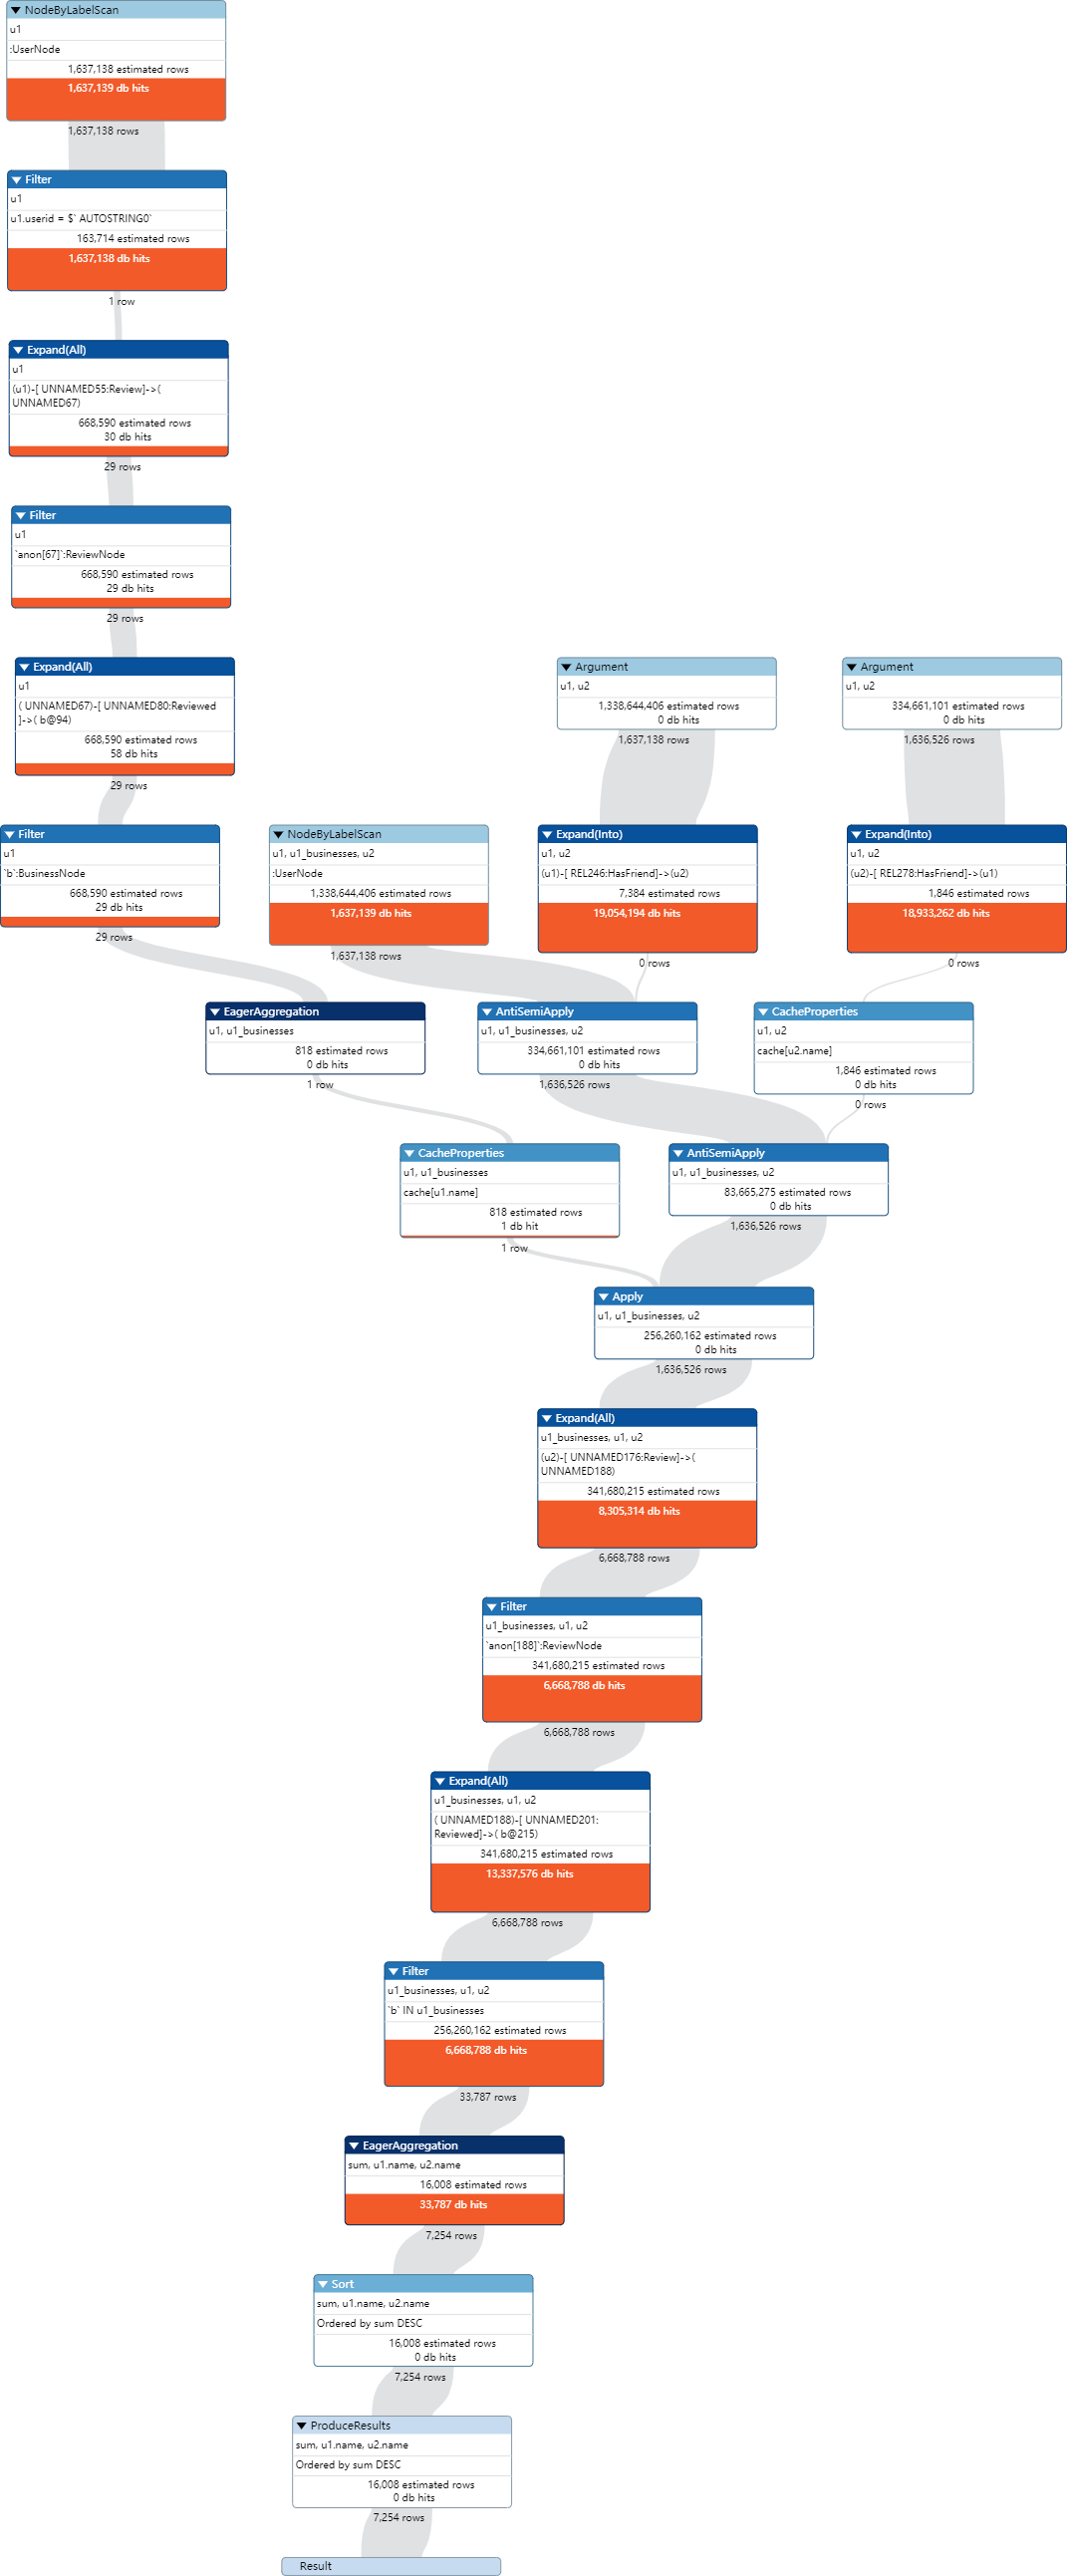 NodeByLabelScan
u1
:UserNode
1,637,138 estimated rows
1,637,139 db hits
1,637,138 rows
Filter
u1
u1.userid = $` AUTOSTRING0`
163,714 estimated rows
1,637,138 db hits
1 row
Expand(All)
u1
(u1)-[ UNNAMED55:Review]->(
UNNAMED67)
668,590 estimated rows
30 db hits
29 rows
Filter
u1
`anon[67]`:ReviewNode
668,590 estimated rows
29 db hits
29 rows
Expand(All)
u1
( UNNAMED67)-[ UNNAMED80:Reviewed
]->( b@94)
668,590 estimated rows
58 db hits
29 rows
Argument
u1, u2
1,338,644,406 estimated rows
0 db hits
1,637,138 rows
Argument
u1, u2
334,661,101 estimated rows
0 db hits
1,636,526 rows
Filter
u1
`b`:BusinessNode
668,590 estimated rows
29 db hits
29 rows
NodeByLabelScan
u1, u1_businesses, u2
:UserNode
1,338,644,406 estimated rows
1,637,139 db hits
1,637,138 rows
Expand(Into)
u1, u2
(u1)-[ REL246:HasFriend]->(u2)
7,384 estimated rows
19,054,194 db hits
0 rows
Expand(Into)
u1, u2
(u2)-[ REL278:HasFriend]->(u1)
1,846 estimated rows
18,933,262 db hits
0 rows
EagerAggregation
u1, u1_businesses
818 estimated rows
0 db hits
1 row
AntiSemiApply
u1, u1_businesses, u2
334,661,101 estimated rows
0 db hits
1,636,526 rows
CacheProperties
u1, u2
cache[u2.name]
1,846 estimated rows
0 db hits
0 rows
CacheProperties
u1, u1_businesses
cache[u1.name]
818 estimated rows
1 db hit
1 row
AntiSemiApply
u1, u1_businesses, u2
83,665,275 estimated rows
0 db hits
1,636,526 rows
Apply
u1, u1_businesses, u2
256,260,162 estimated rows
0 db hits
1,636,526 rows
Expand(All)
u1_businesses, u1, u2
(u2)-[ UNNAMED176:Review]->(
UNNAMED188)
341,680,215 estimated rows
8,305,314 db hits
6,668,788 rows
Filter
u1_businesses, u1, u2
`anon[188]`:ReviewNode
341,680,215 estimated rows
6,668,788 db hits
6,668,788 rows
Expand(All)
u1_businesses, u1, u2
( UNNAMED188)-[ UNNAMED201:
Reviewed]->( b@215)
341,680,215 estimated rows
13,337,576 db hits
6,668,788 rows
Filter
u1_businesses, u1, u2
`b` IN u1_businesses
256,260,162 estimated rows
6,668,788 db hits
33,787 rows
EagerAggregation
sum, u1.name, u2.name
16,008 estimated rows
33,787 db hits
7,254 rows
Sort
sum, u1.name, u2.name
Ordered by sum DESC
16,008 estimated rows
0 db hits
7,254 rows
ProduceResults
sum, u1.name, u2.name
Ordered by sum DESC
16,008 estimated rows
0 db hits
7,254 rows
Result